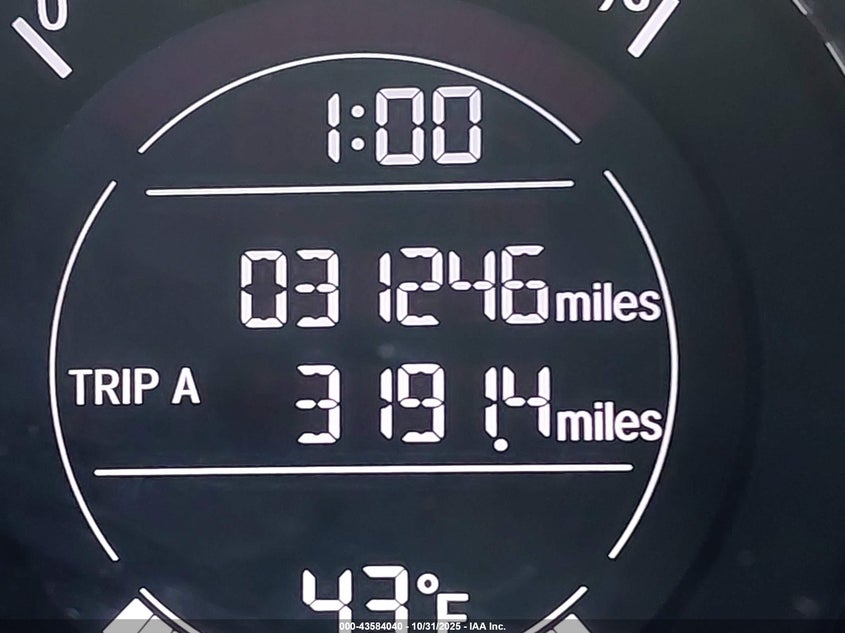 1:00
031246 miles
TRIP A 3191.4 miles
43°F
000-43584040 - 10/31/2025 - IAA Inc.